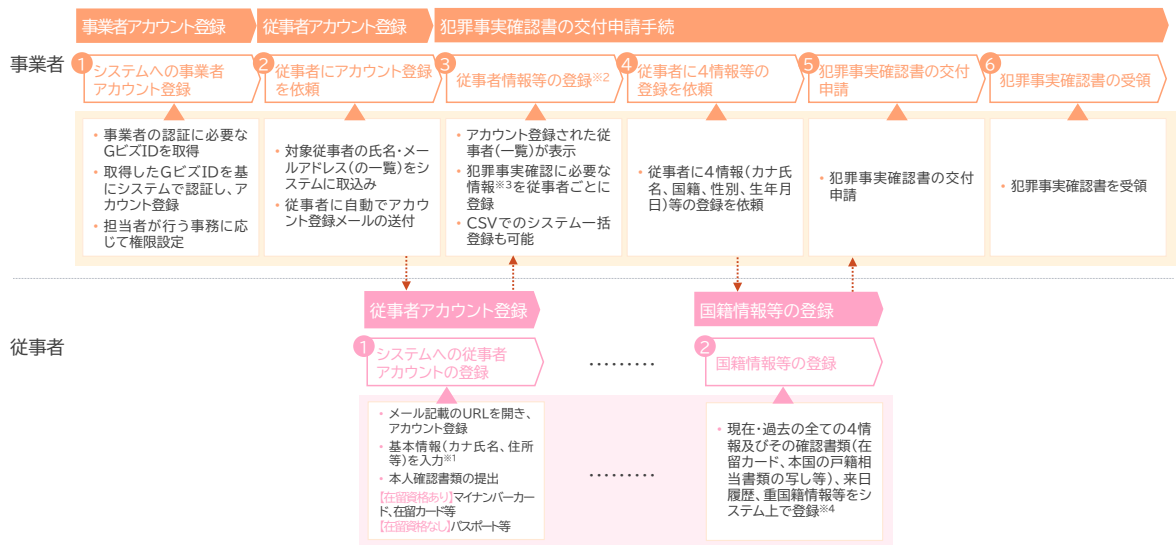 事業者アカウント登録
従事者アカウント登録
犯罪事実確認書の交付申請手続
事業者
1
システムへの事業者
アカウント登録
2
従事者にアカウント登録
を依頼
3
従事者情報等の登録※2
4
従事者に4情報等の
登録を依頼
5
犯罪事実確認書の交付
申請
6
犯罪事実確認書の受領
• 事業者の認証に必要な
GビズIDを取得
• 取得したGビズIDを基
にシステムで認証し、ア
カウント登録
• 担当者が行う事務に応
じて権限設定
• 対象従事者の氏名・メー
ルアドレス(の一覧)をシ
ステムに取込み
• 従事者に自動でアカウ
ント登録メールの送付
• アカウント登録された従
事者(一覧)が表示
• 犯罪事実確認に必要な
情報※3を従事者ごとに
登録
• CSVでのシステム一括
登録も可能
• 従事者に4情報(カナ氏
名、国籍、性別、生年月
日)等の登録を依頼
• 犯罪事実確認書の交付
申請
• 犯罪事実確認書を受領
従事者アカウント登録
国籍情報等の登録
従事者
1
システムへの従事者
アカウントの登録
………
2
国籍情報等の登録
• メール記載のURLを開き、
アカウント登録
• 基本情報(カナ氏名、住所
等)を入力※1
• 本人確認書類の提出
【在留資格あり】マイナンバーカー
ド、在留カード等
【在留資格なし】パスポート等
………
• 現在・過去の全ての4情
報及びその確認書類(在
留カード、本国の戸籍相
当書類の写し等)、来日
履歴、重国籍情報等をシ
ステム上で登録※4